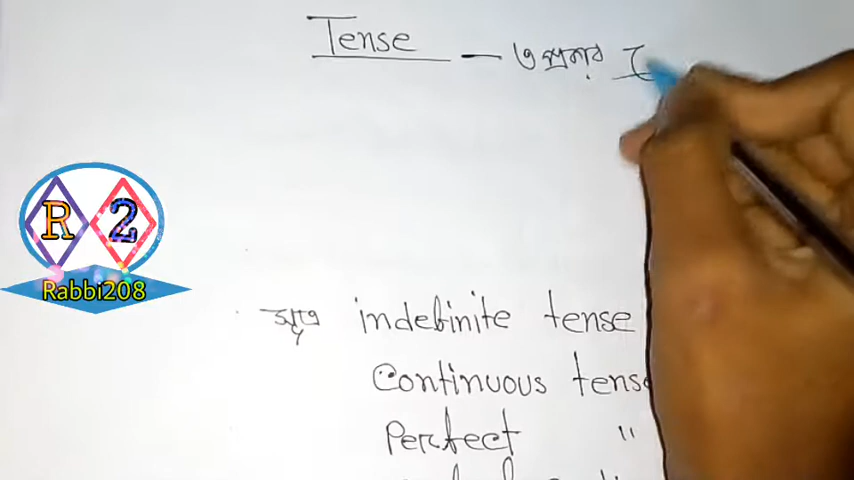 Tense — ৩ প্রকার
R 2
Rabbi208
সূত্র indefinite tense
Continuous tense
Perfect "